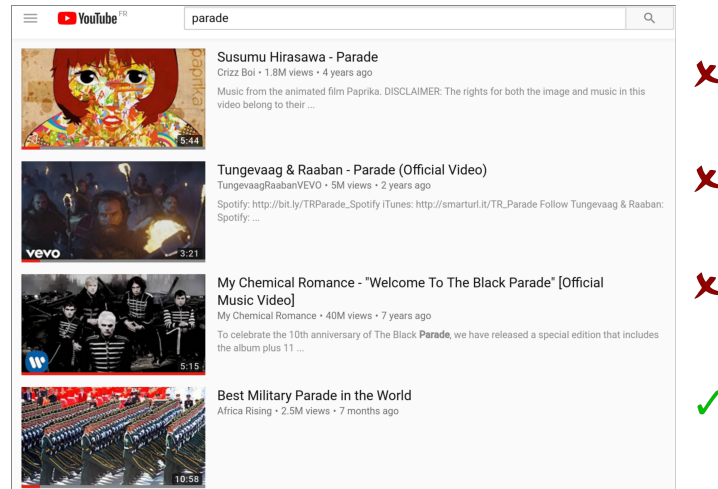 YouTube FR
parade
paprika
5:44
Susumu Hirasawa - Parade
Crizz Boi • 1.8M views • 4 years ago
Music from the animated film Paprika. DISCLAIMER: The rights for both the image and music in this
video belong to their ...
vevo
3:21
Tungevaag & Raaban - Parade (Official Video)
TungevaagRaabanVEVO • 5M views • 2 years ago
Spotify: http://bit.ly/TRParade_Spotify iTunes: http://smarturl.it/TR_Parade Follow Tungevaag & Raaban:
Spotify: ...
5:15
My Chemical Romance - "Welcome To The Black Parade" [Official
Music Video]
My Chemical Romance • 40M views • 7 years ago
To celebrate the 10th anniversary of The Black Parade, we have released a special edition that includes
the album plus 11 ...
10:58
Best Military Parade in the World
Africa Rising • 2.5M views • 7 months ago